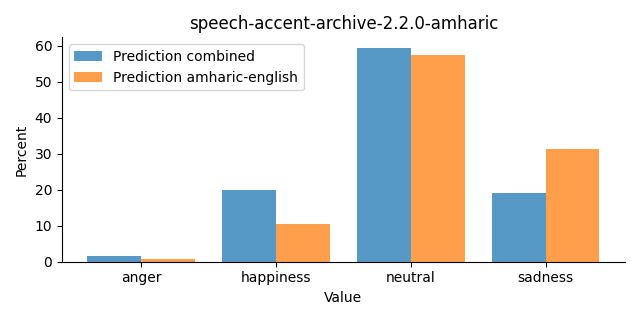 speech-accent-archive-2.2.0-amharic
Prediction combined
Prediction amharic-english
60
50
40
30
20
10
0
Percent
anger
happiness
neutral
sadness
Value